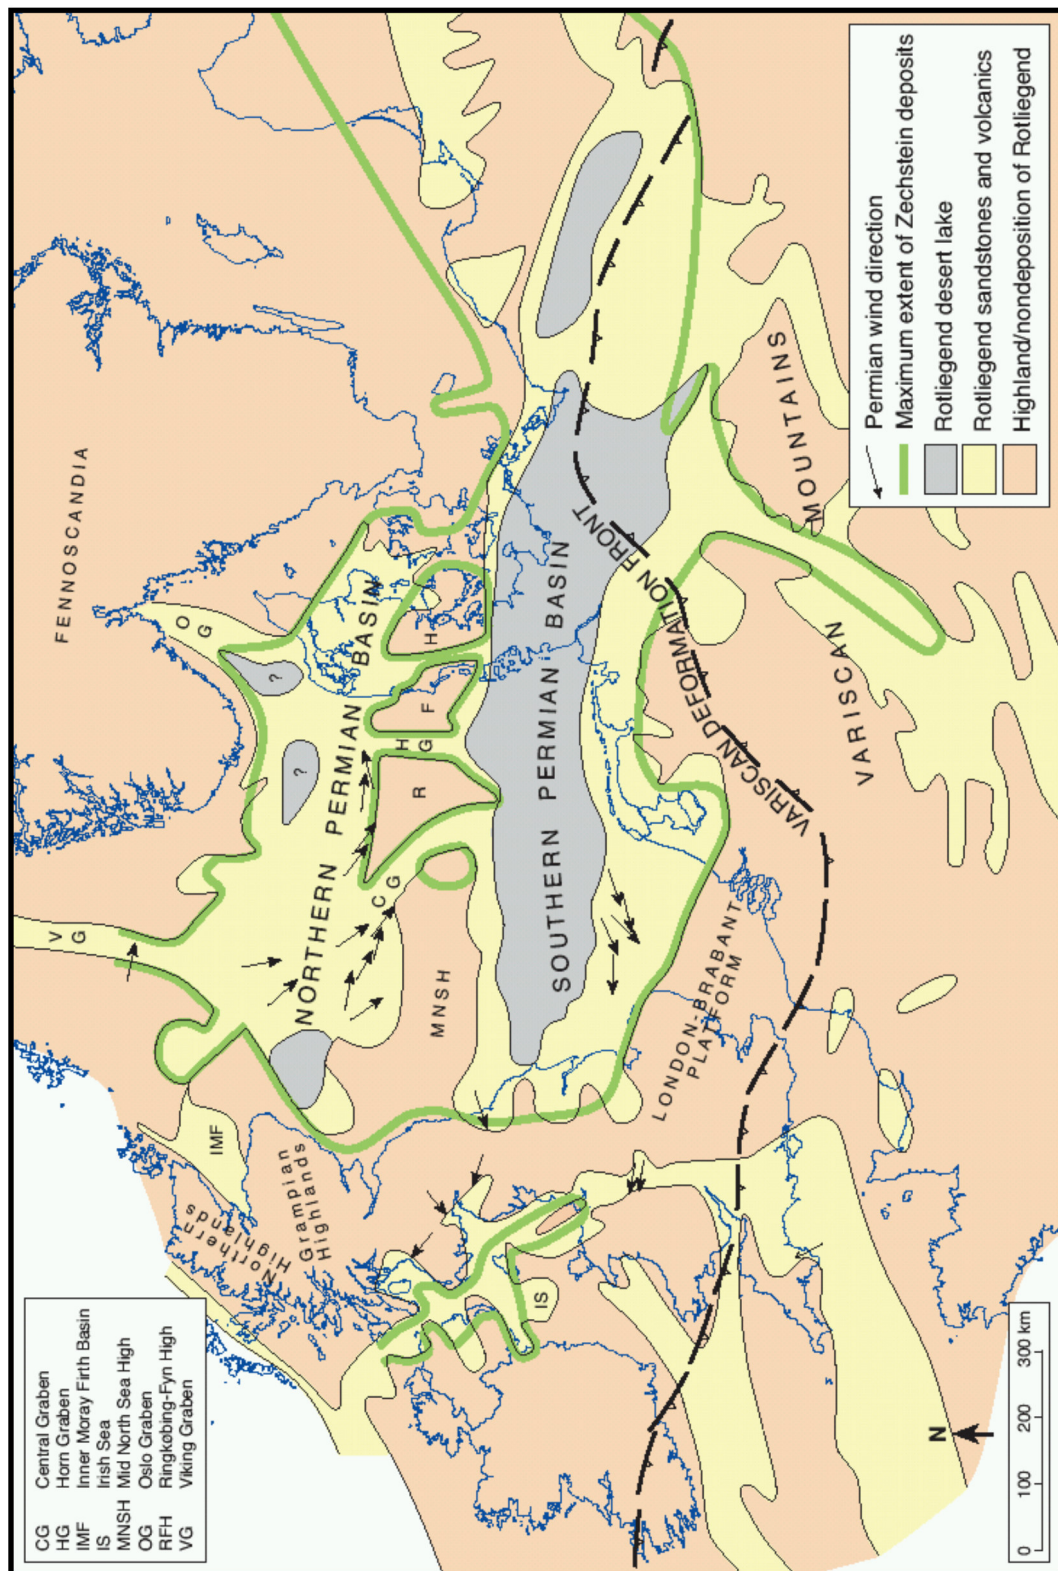 CG Central Graben
HG Horn Graben
IMF Inner Moray Firth Basin
IS Irish Sea
MNSH Mid North Sea High
OG Oslo Graben
RFH Ringkøbing-Fyn High
VG Viking Graben
FENNOSCANDIA
VG
OG
?
?
NORTHERN PERMIAN BASIN
IMF
Northern
Highlands
Grampian
Highlands
CG
HG
R
F
H
MNSH
SOUTHERN PERMIAN BASIN
IS
LONDON-BRABANT
PLATFORM
VARISCAN DEFORMATION FRONT
VARISCAN
MOUNTAINS
N
0 100 200 300 km
Permian wind direction
Maximum extent of Zechstein deposits
Rotliegend desert lake
Rotliegend sandstones and volcanics
Highland/nondeposition of Rotliegend